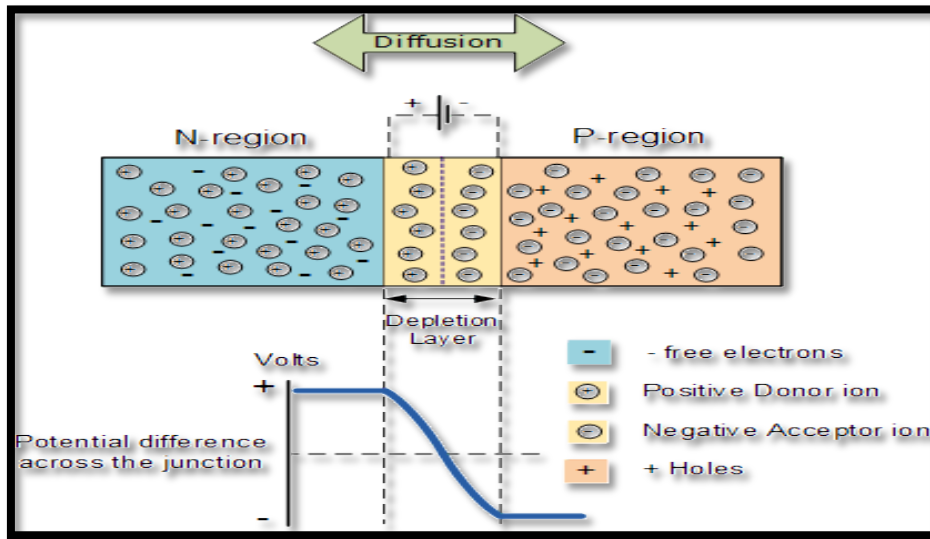 Diffusion
+ -
N-region
P-region
Depletion
Layer
Volts
+
Potential difference
across the junction
-
- - free electrons
+ Positive Donor ion
- Negative Acceptor ion
+ + Holes